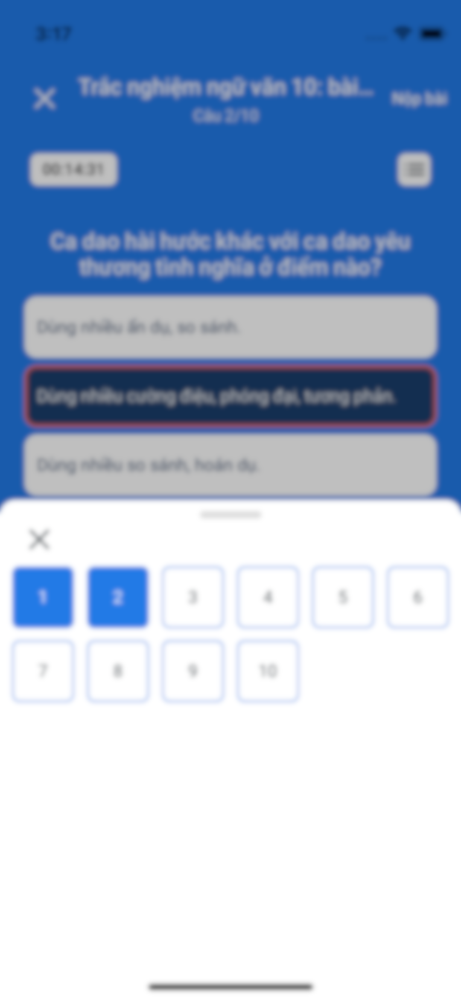 3:17
Trắc nghiệm ngữ văn 10: bài...
Nộp bài
Câu 2/10
00:14:31
Ca dao hài hước khác với ca dao yêu
thương tình nghĩa ở điểm nào?
Dùng nhiều ẩn dụ, so sánh.
Dùng nhiều cường điệu, phóng đại, tương phản.
Dùng nhiều so sánh, hoán dụ.
1 2 3 4 5 6
7 8 9 10